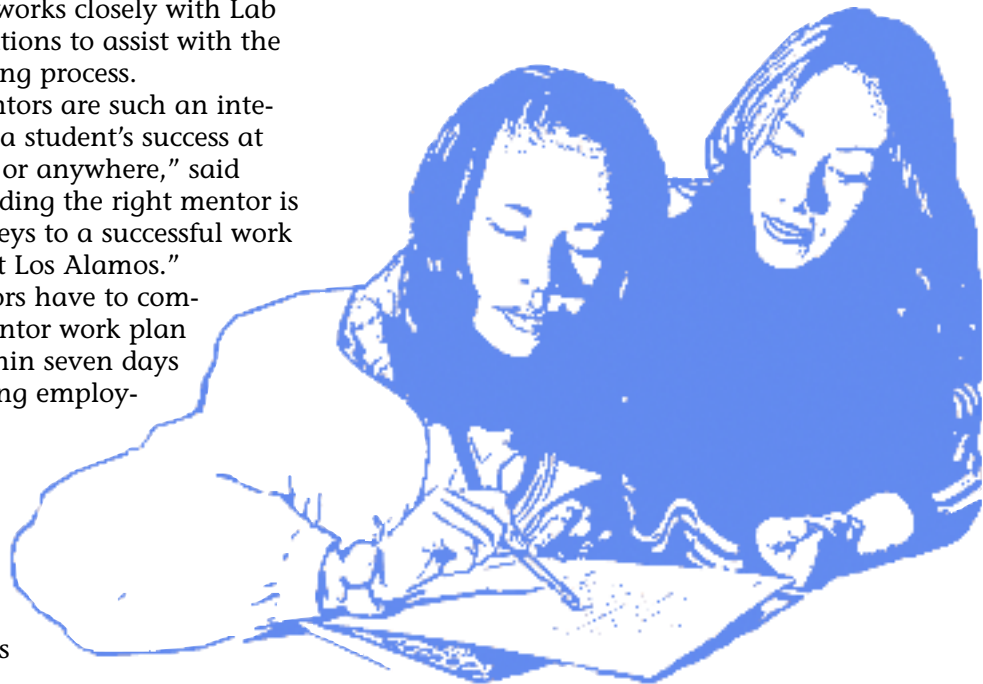 works closely with Lab
tions to assist with the
ng process.
ntors are such an inte-
a student’s success at
or anywhere,” said
ding the right mentor is
eys to a successful work
t Los Alamos.”
ors have to com-
entor work plan
hin seven days
ng employ-
s